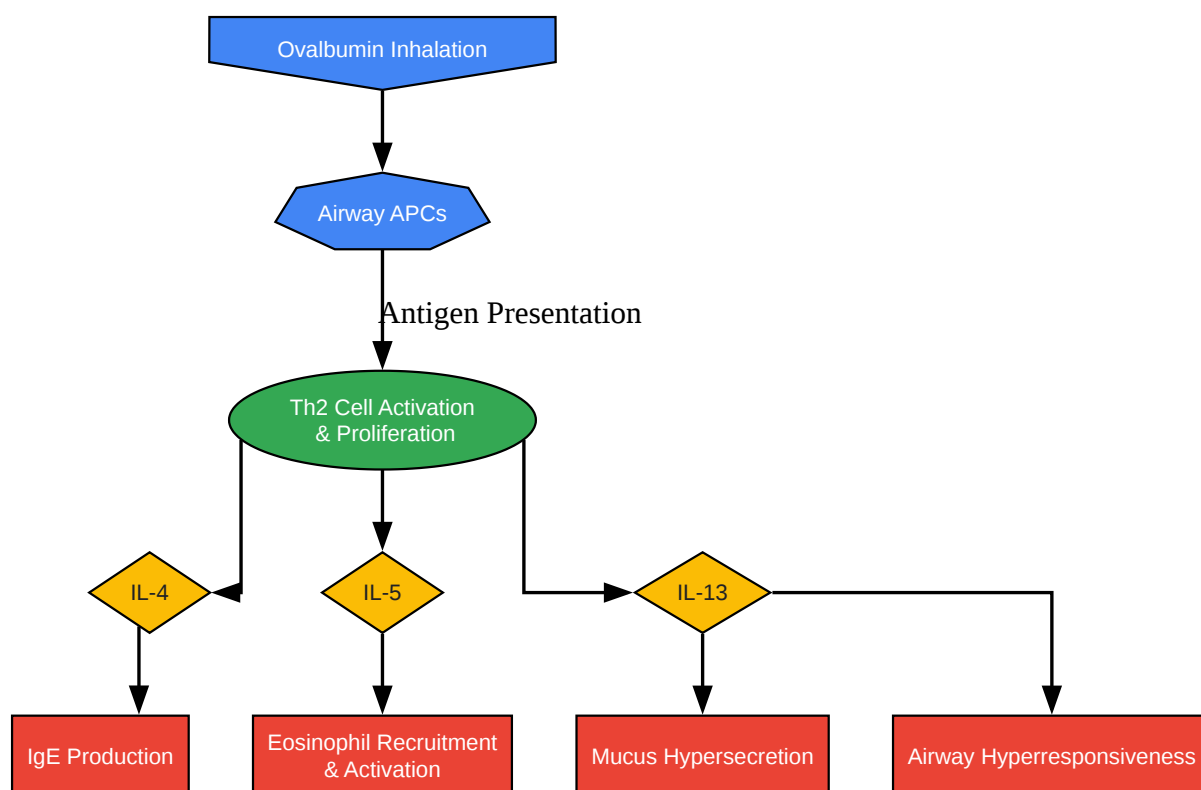 Ovalbumin Inhalation
Airway APCs
Antigen Presentation
Th2 Cell Activation
& Proliferation
IL-4
IL-5
IL-13
IgE Production
Eosinophil Recruitment
& Activation
Mucus Hypersecretion
Airway Hyperresponsiveness